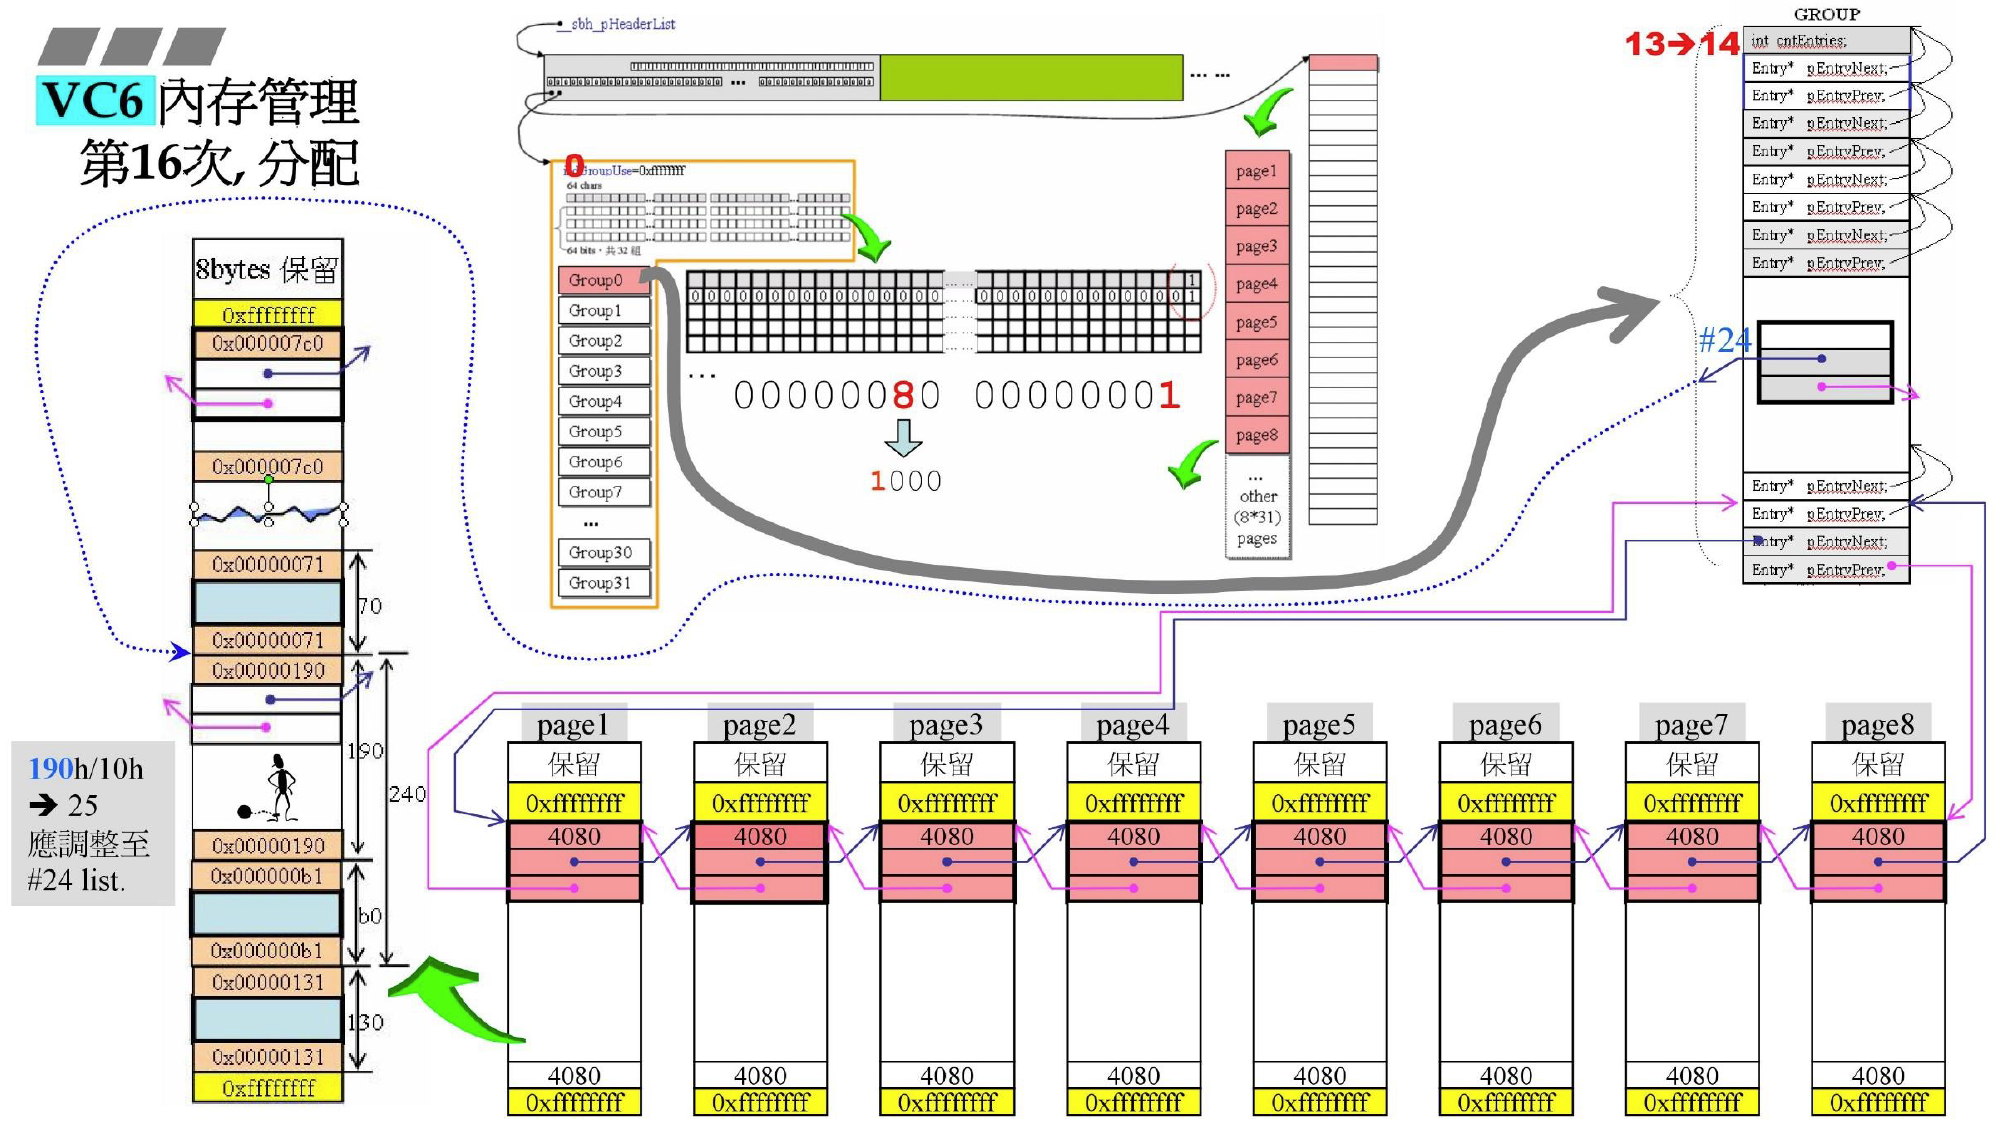 VC6 內存管理
第16次, 分配
__sbh_pHeaderList
... ...
0
GroupUse=0xffffffff
64 chars
64 bits，共 32 組
Group0
Group1
Group2
Group3
Group4
Group5
Group6
Group7
...
Group30
Group31
1
0 0 0 0 0 0 0 0 0 0 0 0 0 0 0 0 ... ... 0 0 0 0 0 0 0 0 0 0 0 0 0 1
...
00000080 00000001
1000
page1
page2
page3
page4
page5
page6
page7
page8
...
other
(8*31)
pages
GROUP
13➔14
int cntEntries;
Entry* pEntryNext;
Entry* pEntryPrev;
Entry* pEntryNext;
Entry* pEntryPrev;
Entry* pEntryNext;
Entry* pEntryPrev;
Entry* pEntryNext;
Entry* pEntryPrev;
#24
Entry* pEntryNext;
Entry* pEntryPrev;
Entry* pEntryNext;
Entry* pEntryPrev;
8bytes 保留
0xffffffff
0x000007c0
0x000007c0
0x00000071
70
0x00000071
0x00000190
190
240
0x00000190
0x000000b1
b0
0x000000b1
0x00000131
130
0x00000131
0xffffffff
190h/10h
➔ 25
應調整至
#24 list.
page1 page2 page3 page4 page5 page6 page7 page8
保留 保留 保留 保留 保留 保留 保留 保留
0xffffffff 0xffffffff 0xffffffff 0xffffffff 0xffffffff 0xffffffff 0xffffffff 0xffffffff
4080 4080 4080 4080 4080 4080 4080 4080
4080 4080 4080 4080 4080 4080 4080 4080
0xffffffff 0xffffffff 0xffffffff 0xffffffff 0xffffffff 0xffffffff 0xffffffff 0xffffffff